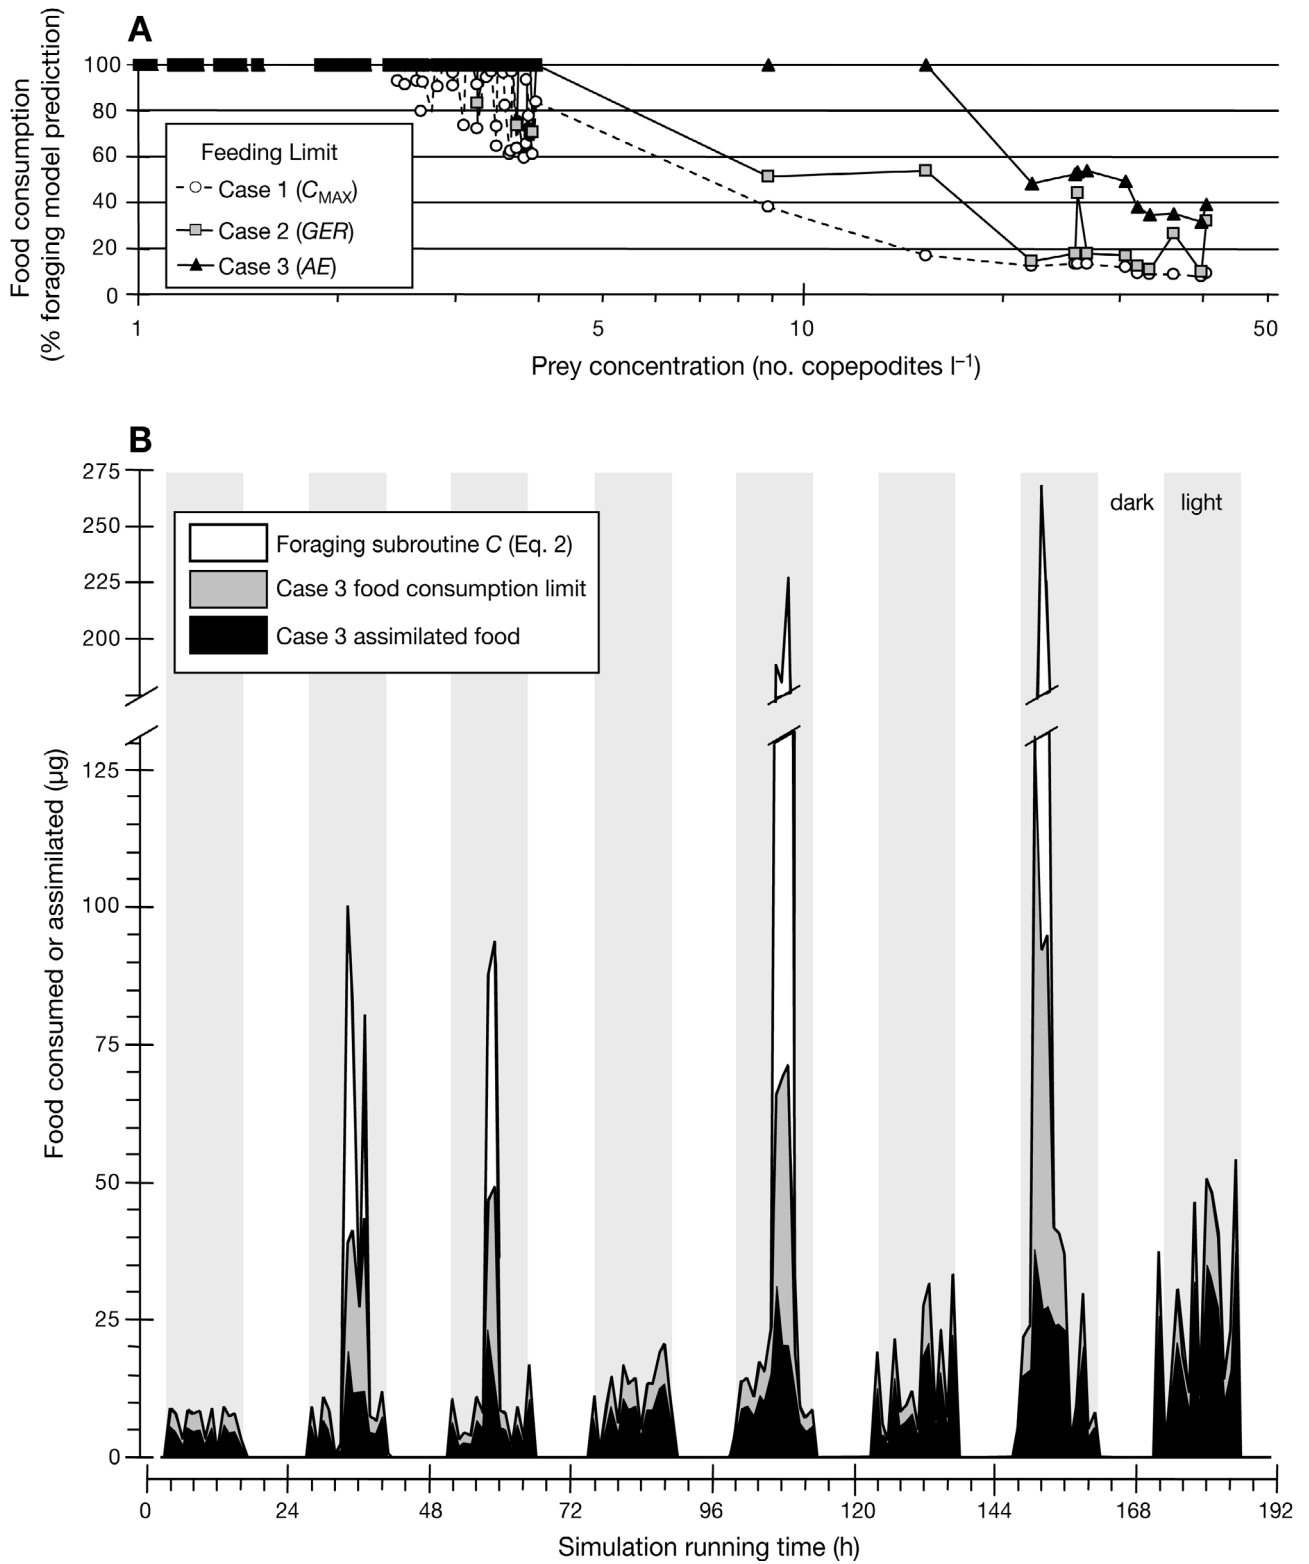 A
Food consumption
(% foraging model predicttion)
100
80
60
40
20
0
Feeding Limit
Case 1 (CMAX)
Case 2 (GER)
Case 3 (AE)
1
5
10
50
Prey concentration (no. copepodites l–1)
B
Food consumed or assimilated (µg)
275
250
225
200
125
100
75
50
25
0
Foraging subroutine C (Eq. 2)
Case 3 food consumption limit
Case 3 assimilated food
dark
light
0
24
48
72
96
120
144
168
192
Simulation running time (h)